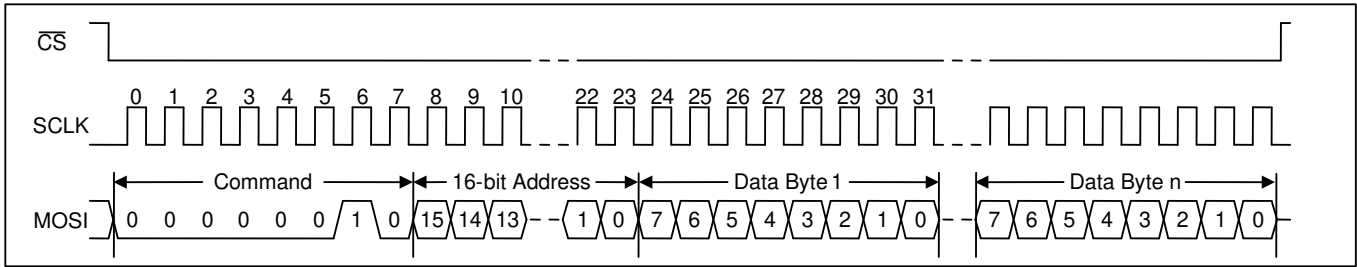 CS
0 1 2 3 4 5 6 7 8 9 10 22 23 24 25 26 27 28 29 30 31
SCLK
Command 16-bit Address Data Byte 1 Data Byte n
MOSI 0 0 0 0 0 0 1 0 15 14 13 1 0 7 6 5 4 3 2 1 0 7 6 5 4 3 2 1 0